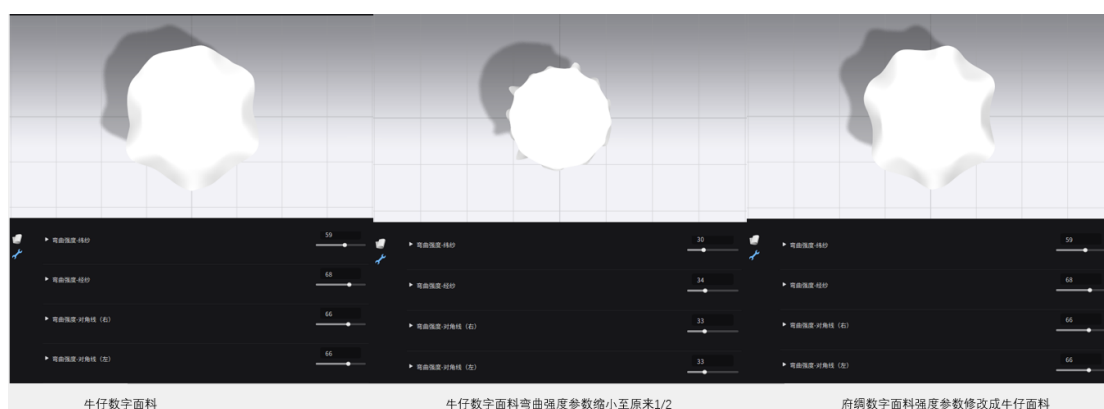 59
弯曲强度-纬纱
68
弯曲强度-经纱
66
弯曲强度-对角线（右）
66
弯曲强度-对角线（左）
牛仔数字面料
30
弯曲强度-纬纱
34
弯曲强度-经纱
33
弯曲强度-对角线（右）
33
弯曲强度-对角线（左）
牛仔数字面料弯曲强度参数缩小至原来1/2
59
弯曲强度-纬纱
68
弯曲强度-经纱
66
弯曲强度-对角线（右）
66
弯曲强度-对角线（左）
府绸数字面料强度参数修改成牛仔面料